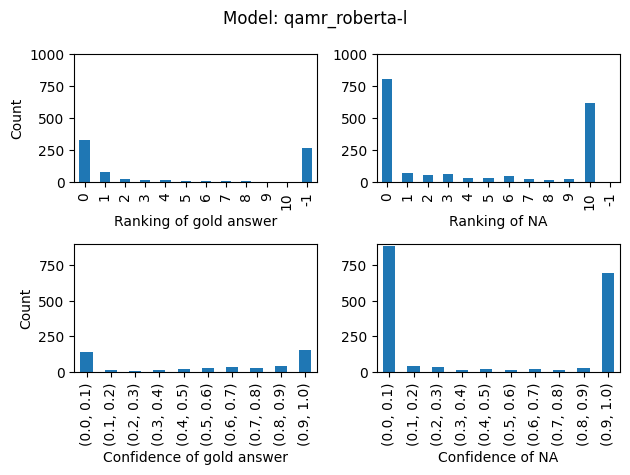 Model: qamr_roberta-l
Count
1000
750
500
250
0
0 1 2 3 4 5 6 7 8 9 10 -1
Ranking of gold answer
1000
750
500
250
0
0 1 2 3 4 5 6 7 8 9 10 -1
Ranking of NA
Count
750
500
250
0
(0.0, 0.1) (0.1, 0.2) (0.2, 0.3) (0.3, 0.4) (0.4, 0.5) (0.5, 0.6) (0.6, 0.7) (0.7, 0.8) (0.8, 0.9) (0.9, 1.0)
Confidence of gold answer
750
500
250
0
(0.0, 0.1) (0.1, 0.2) (0.2, 0.3) (0.3, 0.4) (0.4, 0.5) (0.5, 0.6) (0.6, 0.7) (0.7, 0.8) (0.8, 0.9) (0.9, 1.0)
Confidence of NA